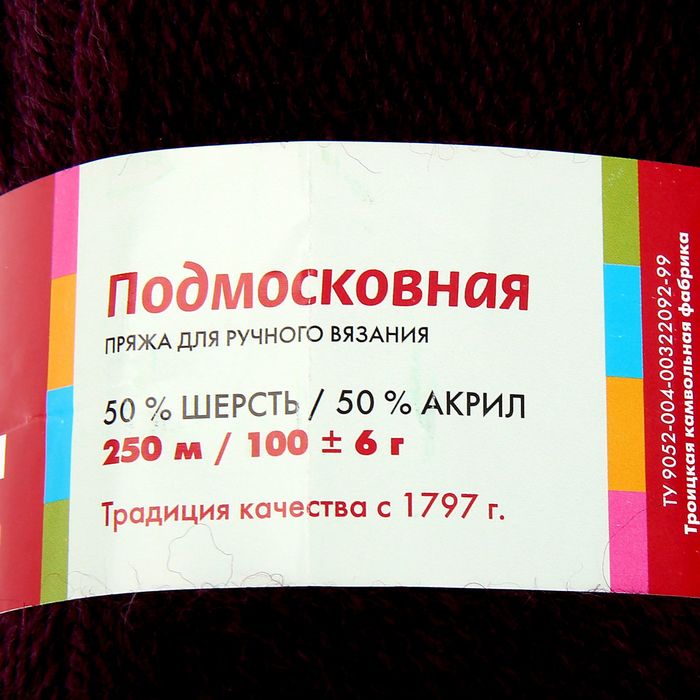 Подмосковная
ПРЯЖА ДЛЯ РУЧНОГО ВЯЗАНИЯ
50 % ШЕРСТЬ / 50 % АКРИЛ
250 м / 100 ± 6 г
Традиция качества с 1797 г.
ТУ 9052-004-00322092-99
Троицкая камвольная фабрика